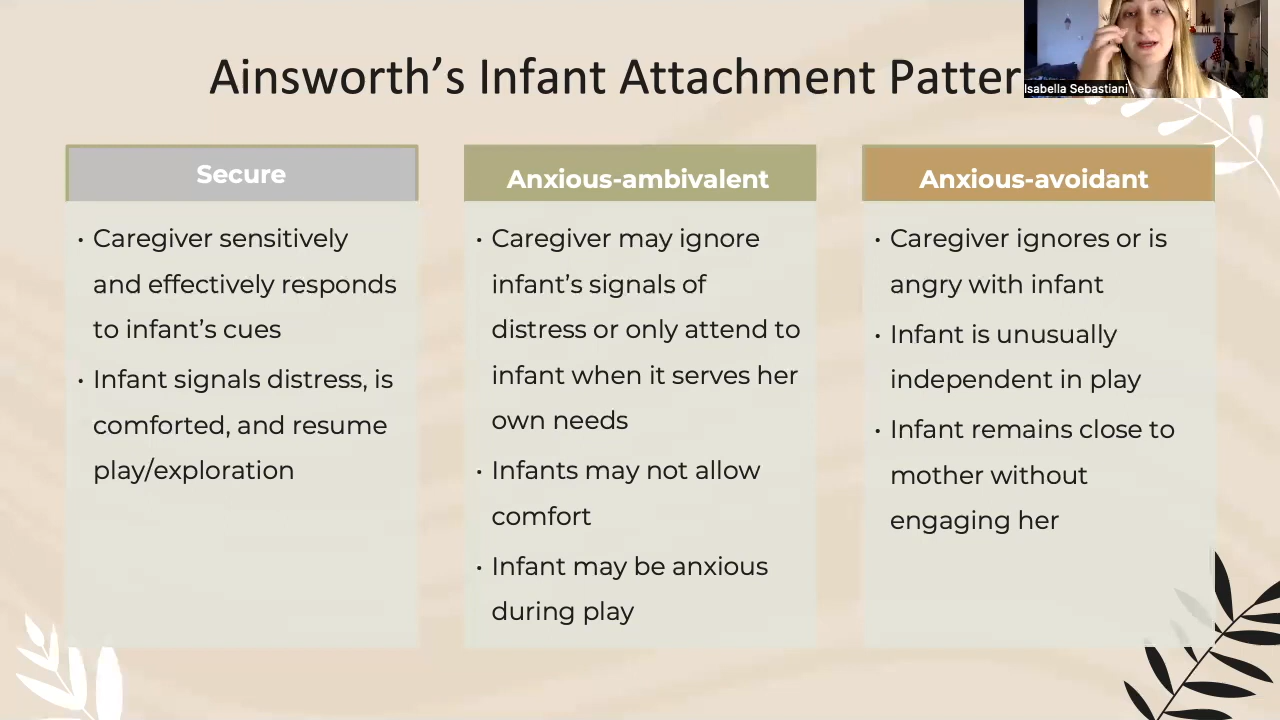 Ainsworth's Infant Attachment Patter
Isabella Sebastiani
Secure
• Caregiver sensitively
and effectively responds
to infant's cues
• Infant signals distress, is
comforted, and resume
play/exploration
Anxious-ambivalent
• Caregiver may ignore
infant's signals of
distress or only attend to
infant when it serves her
own needs
• Infants may not allow
comfort
• Infant may be anxious
during play
Anxious-avoidant
• Caregiver ignores or is
angry with infant
• Infant is unusually
independent in play
• Infant remains close to
mother without
engaging her